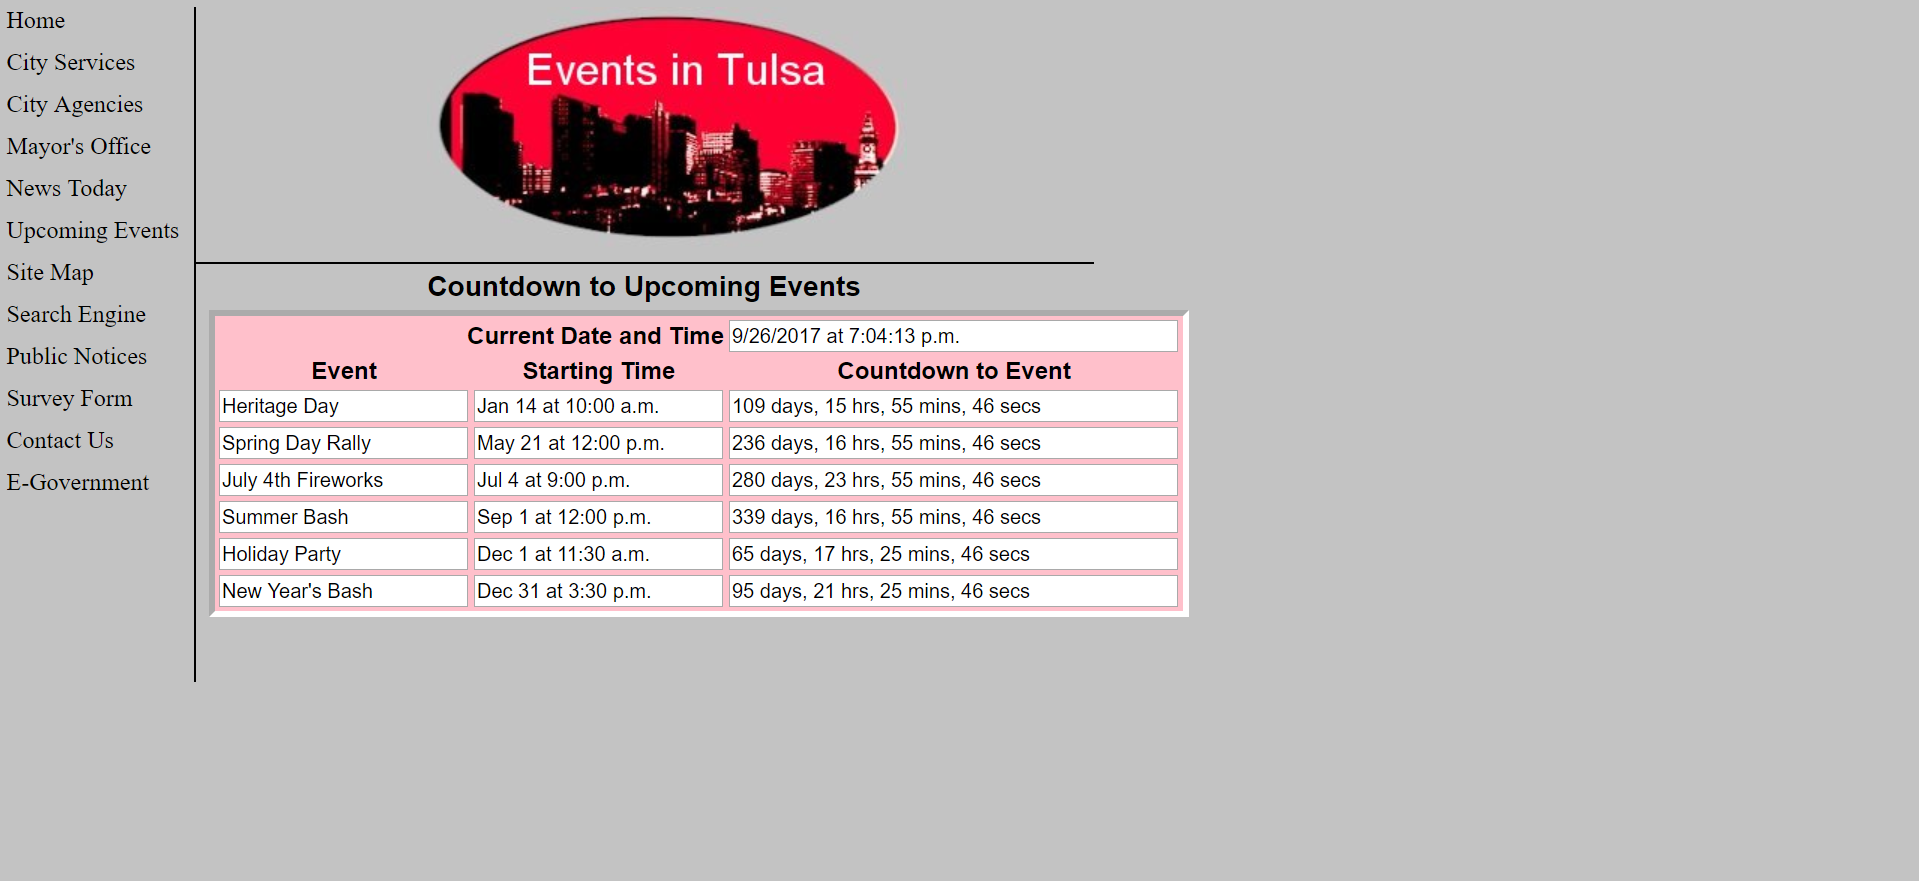 Home
City Services
City Agencies
Mayor's Office
News Today
Upcoming Events
Site Map
Search Engine
Public Notices
Survey Form
Contact Us
E-Government
Events in Tulsa
Countdown to Upcoming Events
Current Date and Time 9/26/2017 at 7:04:13 p.m.
Event Starting Time Countdown to Event
Heritage Day Jan 14 at 10:00 a.m. 109 days, 15 hrs, 55 mins, 46 secs
Spring Day Rally May 21 at 12:00 p.m. 236 days, 16 hrs, 55 mins, 46 secs
July 4th Fireworks Jul 4 at 9:00 p.m. 280 days, 23 hrs, 55 mins, 46 secs
Summer Bash Sep 1 at 12:00 p.m. 339 days, 16 hrs, 55 mins, 46 secs
Holiday Party Dec 1 at 11:30 a.m. 65 days, 17 hrs, 25 mins, 46 secs
New Year's Bash Dec 31 at 3:30 p.m. 95 days, 21 hrs, 25 mins, 46 secs